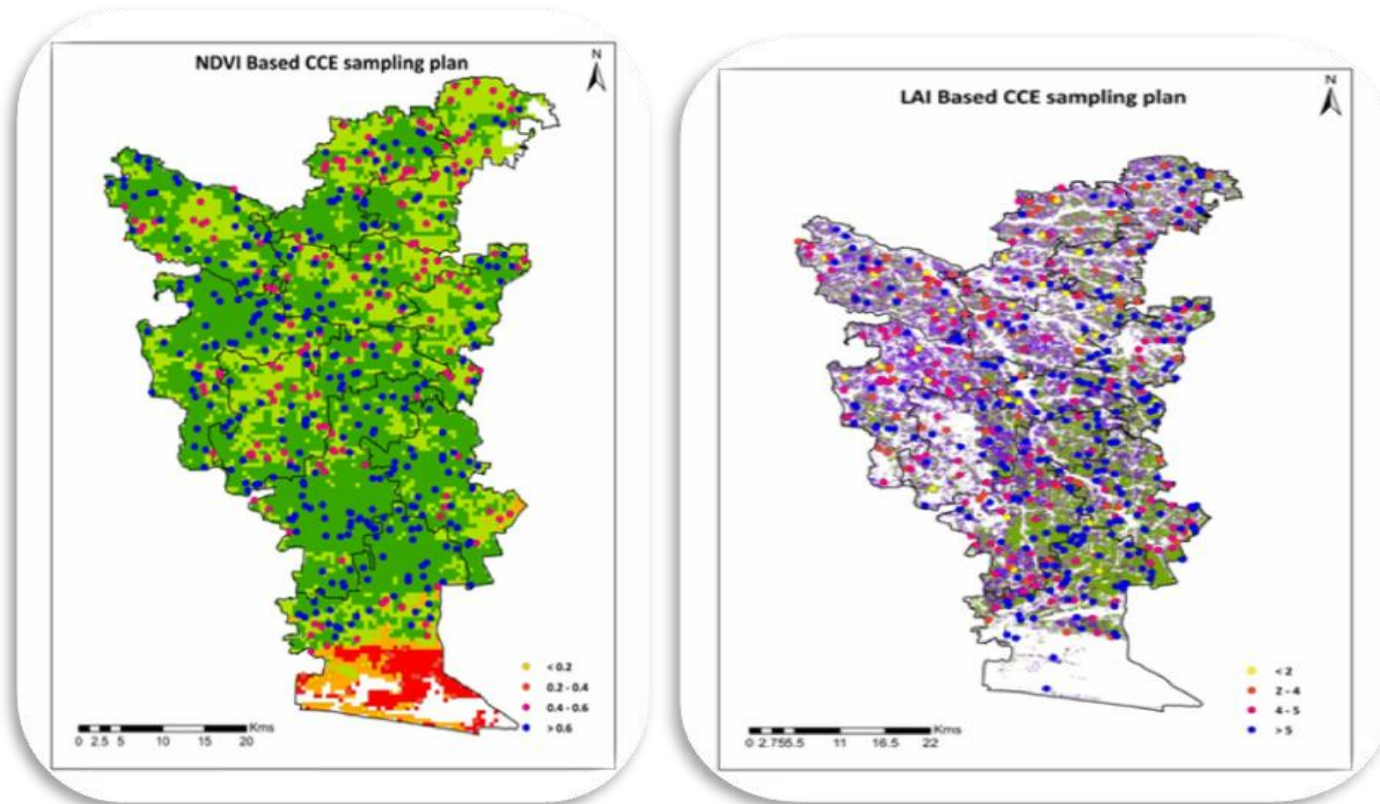 NDVI Based CCE sampling plan
N
< 0.2
0.2 - 0.4
0.4 - 0.6
> 0.6
Kms
0 2.5 5 10 15 20
LAI Based CCE sampling plan
N
< 2
2 - 4
4 - 5
> 5
Kms
0 2.755.5 11 16.5 22